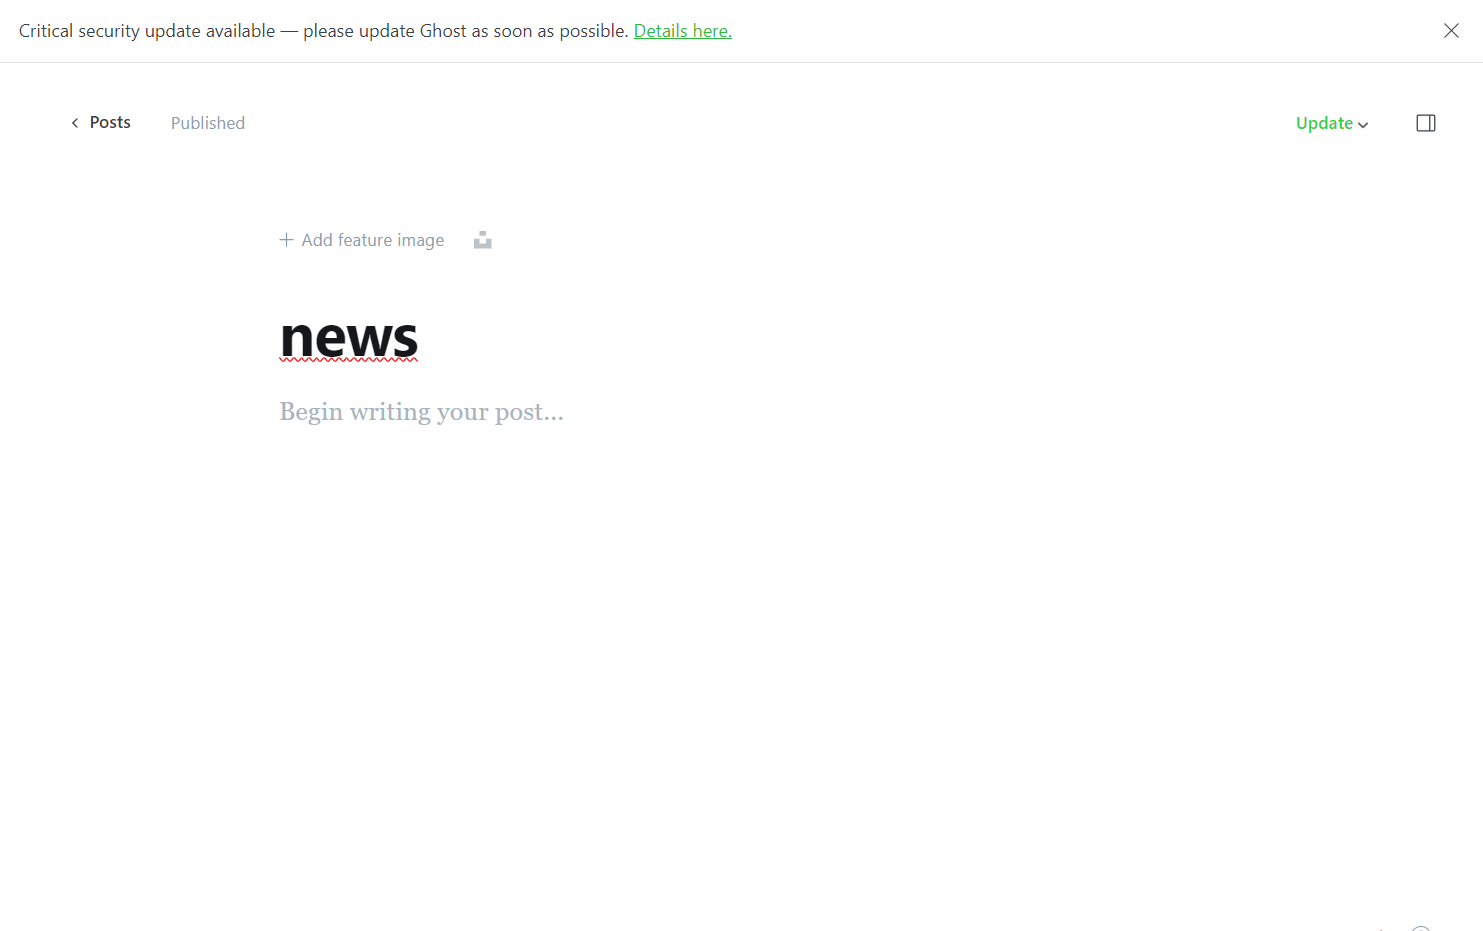 Critical security update available — please update Ghost as soon as possible. Details here.
Posts
Published
Update
Add feature image
news
Begin writing your post...